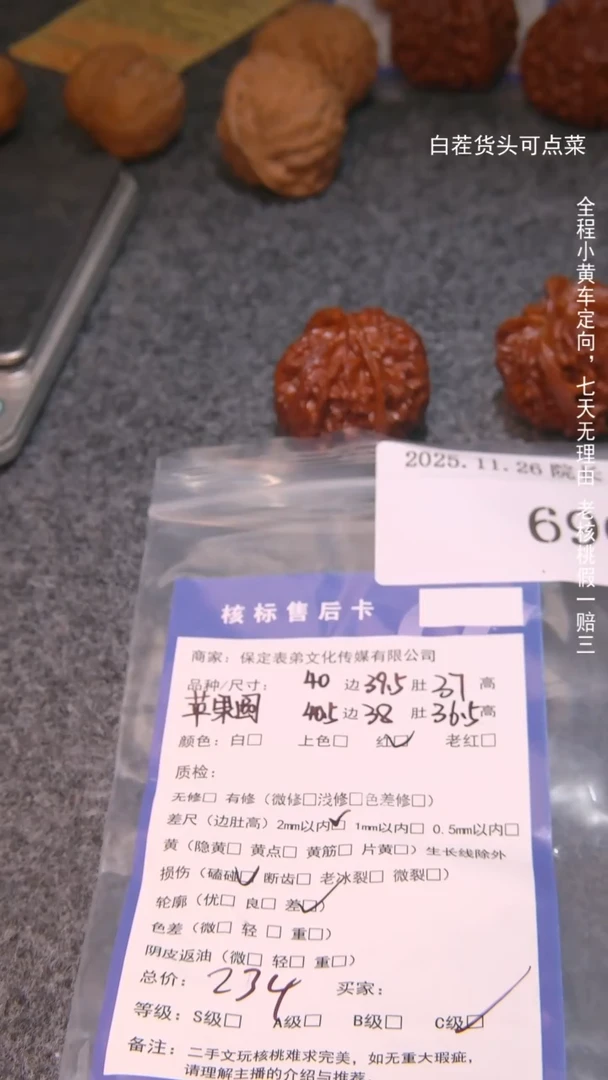 白茬货头可点菜
全程小黄车定向，七天无理由 老核桃假一赔三
2025.11.26 院
69
核标售后卡
商家：保定表弟文化传媒有限公司
品种/尺寸： 40 边 39.5 肚 37 高
苹果园 40.5 边 38 肚 36.5 高
颜色：白□ 上色□ 红☑ 老红□
质检：
无修□ 有修（微修□浅修□色差修□）
差尺（边肚高）2mm以内☑ 1mm以内□ 0.5mm以内□
黄（隐黄□ 黄点□ 黄筋□ 片黄□）生长线除外
损伤（磕碰☑ 断齿□ 老冰裂□ 微裂□）
轮廓（优□ 良□ 差☑）
色差（微□ 轻□ 重□）
阴皮返油（微□ 轻□ 重□）
总价：234 买家：
等级：S级□ A级□ B级□ C级☑
备注：二手文玩核桃难求完美，如无重大瑕疵，
请理解主播的介绍与推荐